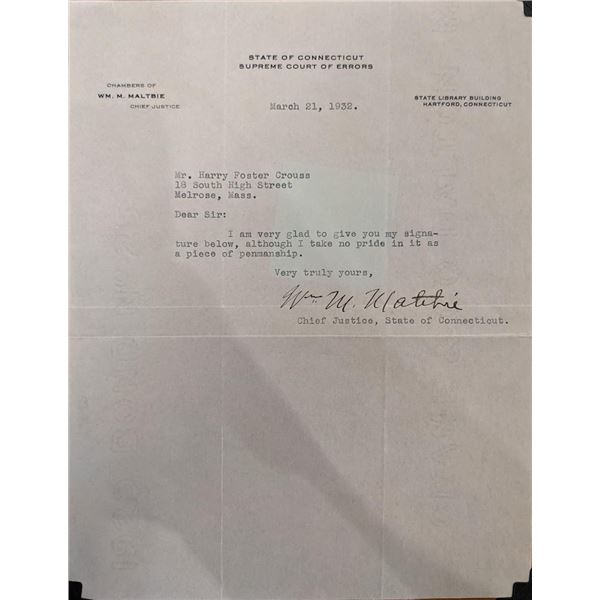 STATE OF CONNECTICUT
SUPREME COURT OF ERRORS
CHAMBERS OF
WM. M. MALTBIE
CHIEF JUSTICE
STATE LIBRARY BUILDING
HARTFORD, CONNECTICUT
March 21, 1932.
Mr. Harry Foster Crouss
18 South High Street
Melrose, Mass.
Dear Sir:
I am very glad to give you my signa-
ture below, although I take no pride in it as
a piece of penmanship.
Very truly yours,
Wm. M. Maltbie
Chief Justice, State of Connecticut.